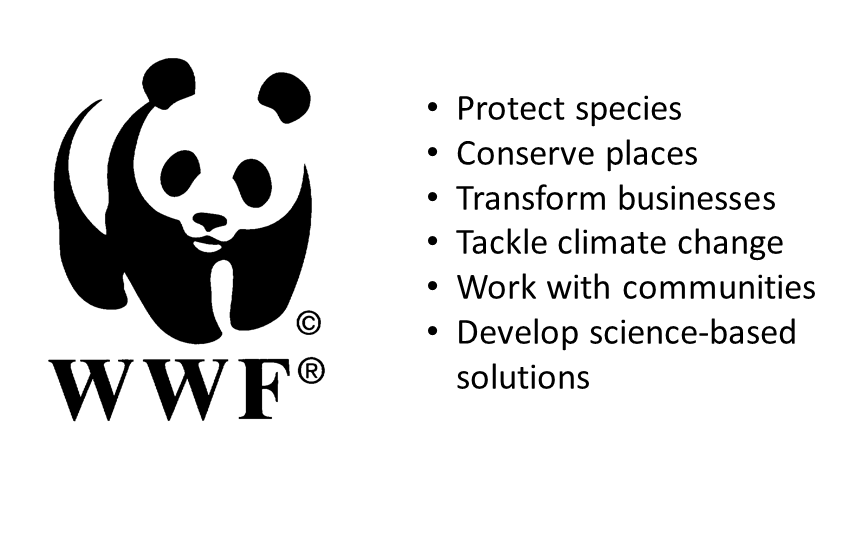 • Protect species
• Conserve places
• Transform businesses
• Tackle climate change
• Work with communities
• Develop science-based
solutions
©
WWF®